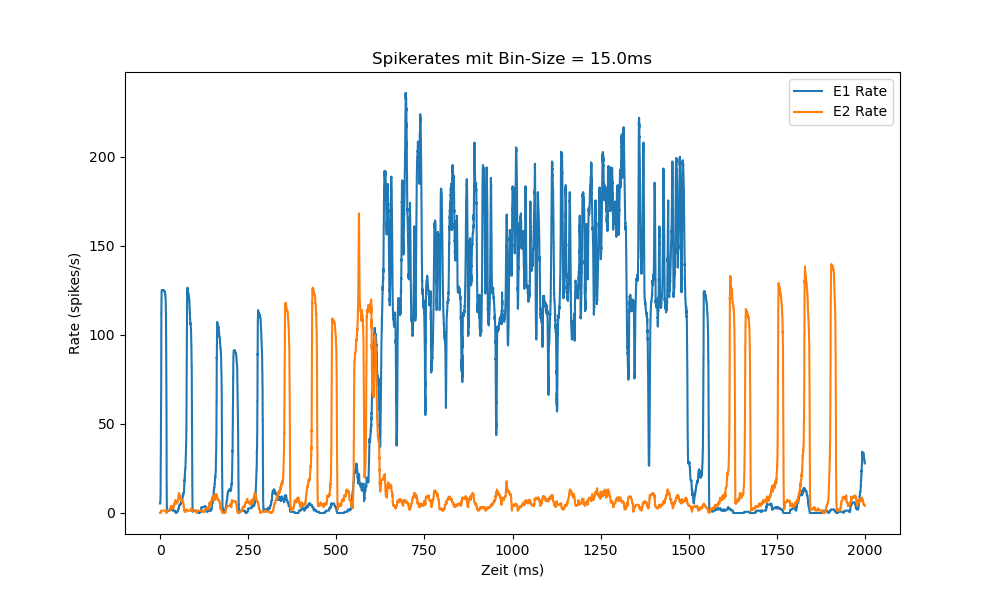 Spikerates mit Bin-Size = 15.0ms
E1 Rate
E2 Rate
Rate (spikes/s)
200
150
100
50
0
0 250 500 750 1000 1250 1500 1750 2000
Zeit (ms)